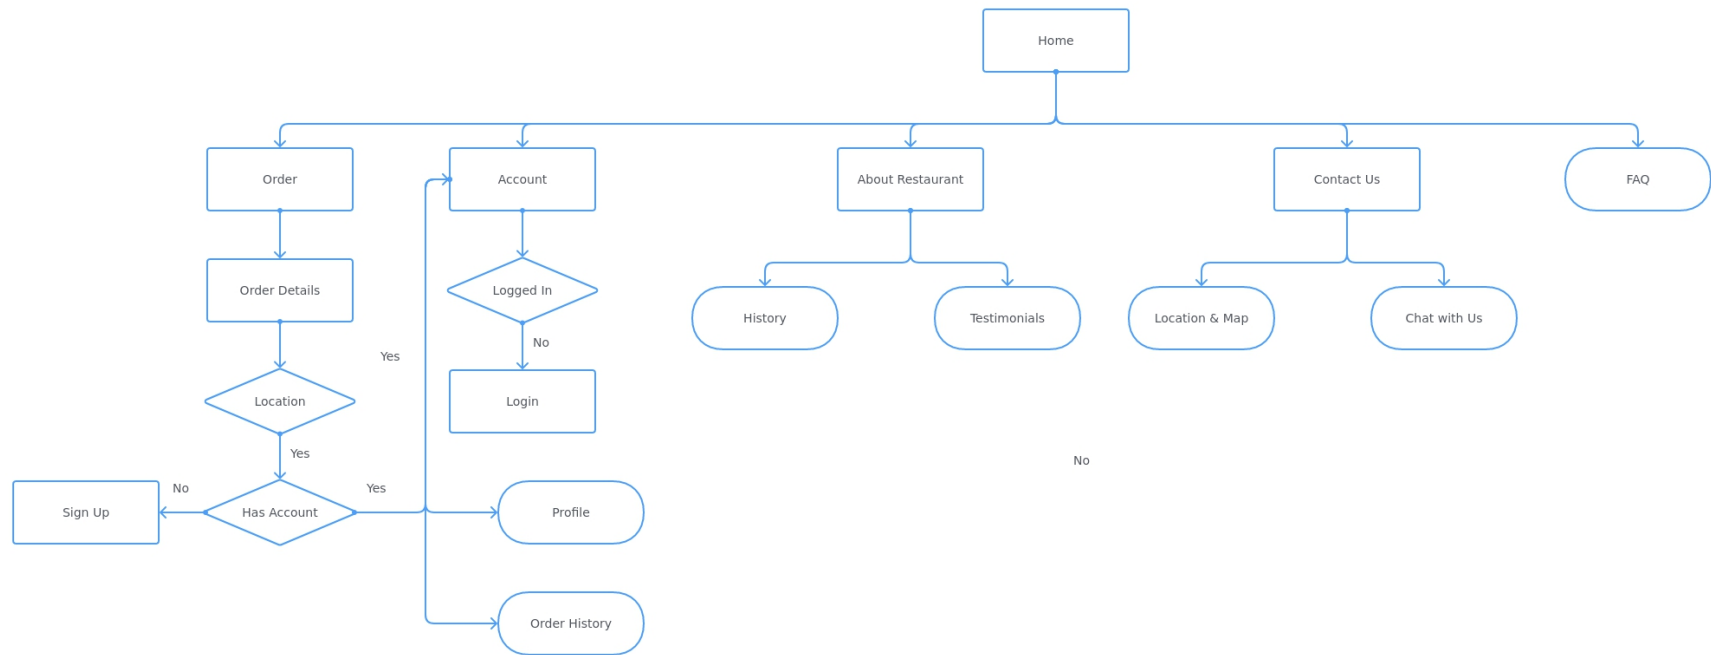 Home
Order
Account
About Restaurant
Contact Us
FAQ
Order Details
Logged In
History
Testimonials
Location & Map
Chat with Us
No
Yes
Location
Login
Yes
No
No
Yes
Sign Up
Has Account
Profile
Order History